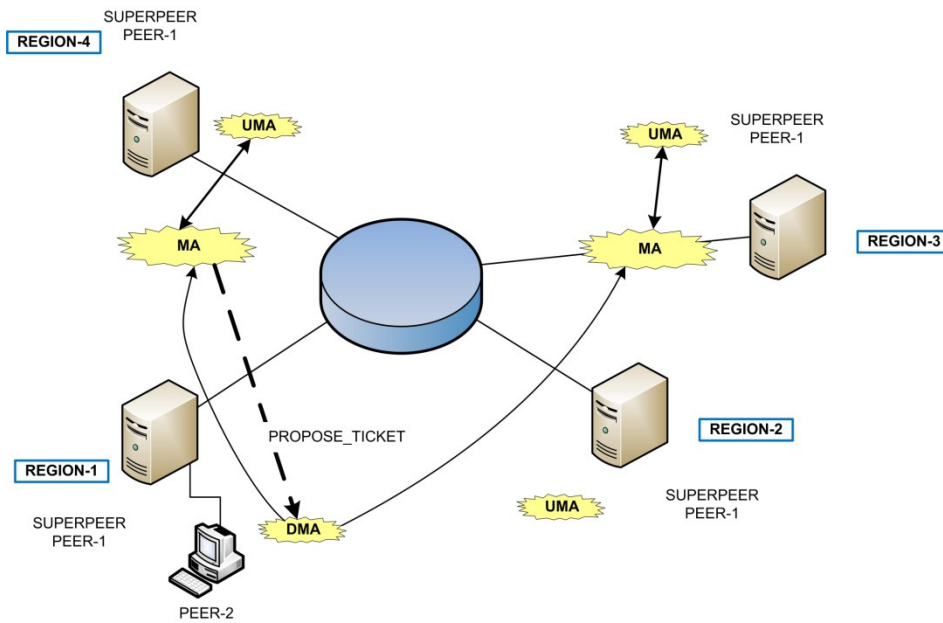 SUPERPEER
PEER-1
REGION-4
UMA
UMA
SUPERPEER
PEER-1
MA
MA
REGION-3
PROPOSE_TICKET
REGION-2
REGION-1
SUPERPEER
PEER-1
DMA
UMA
SUPERPEER
PEER-1
PEER-2